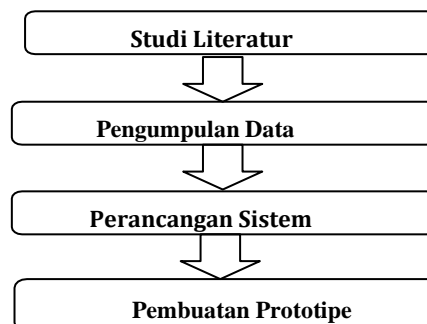 Studi Literatur
Pengumpulan Data
Perancangan Sistem
Pembuatan Prototipe